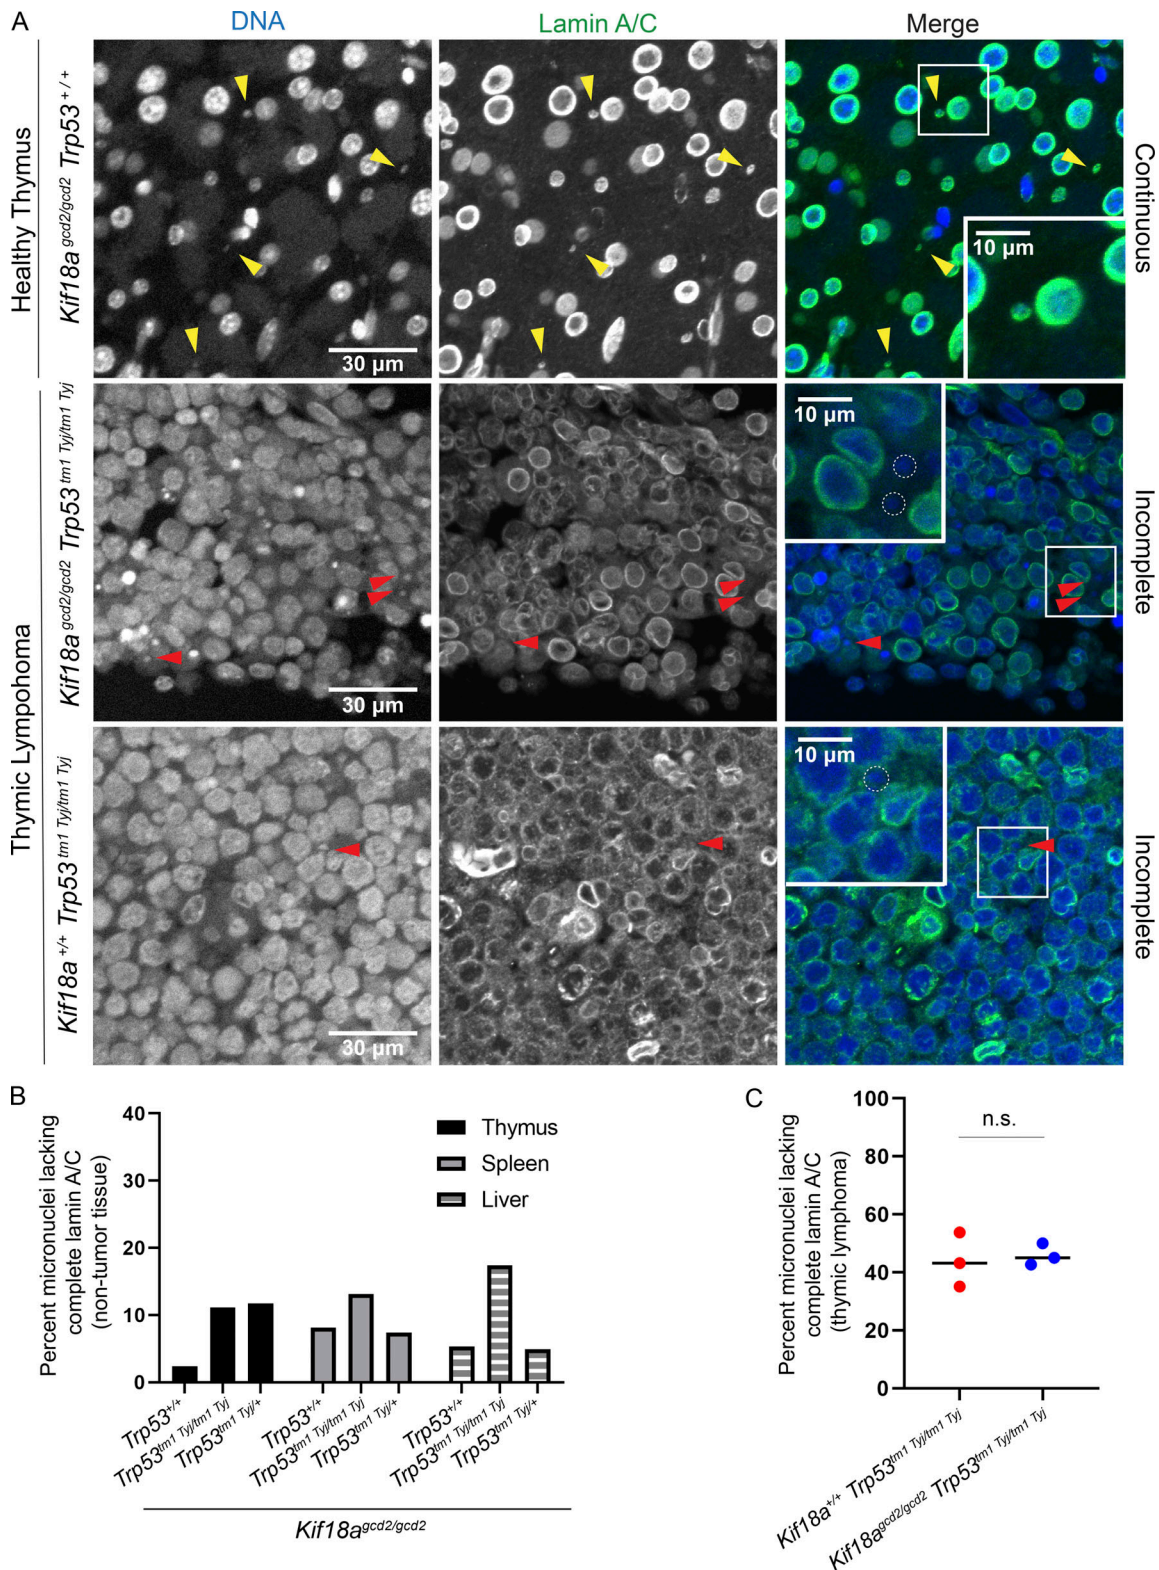 A
DNA
Lamin A/C
Merge
Healthy Thymus
Kif18a gcd2/gcd2 Trp53 +/+
30 µm
10 µm
Continuous
Thymic Lympohoma
Kif18a gcd2/gcd2 Trp53 tm1 Tyj/tm1 Tyj
30 µm
10 µm
Incomplete
Kif18a +/+ Trp53 tm1 Tyj/tm1 Tyj
30 µm
10 µm
Incomplete
B
Percent micronuclei lacking
complete lamin A/C
(non-tumor tissue)
40
30
20
10
0
Thymus
Spleen
Liver
Trp53+/+
Trp53tm1 Tyj/tm1 Tyj
Trp53tm1 Tyj/+
Trp53+/+
Trp53tm1 Tyj/tm1 Tyj
Trp53tm1 Tyj/+
Trp53+/+
Trp53tm1 Tyj/tm1 Tyj
Trp53tm1 Tyj/+
Kif18agcd2/gcd2
C
Percent micronuclei lacking
complete lamin A/C
(thymic lymphoma)
100
80
60
40
20
0
n.s.
Kif18a+/+ Trp53tm1 Tyj/tm1 Tyj
Kif18agcd2/gcd2 Trp53tm1 Tyj/tm1 Tyj